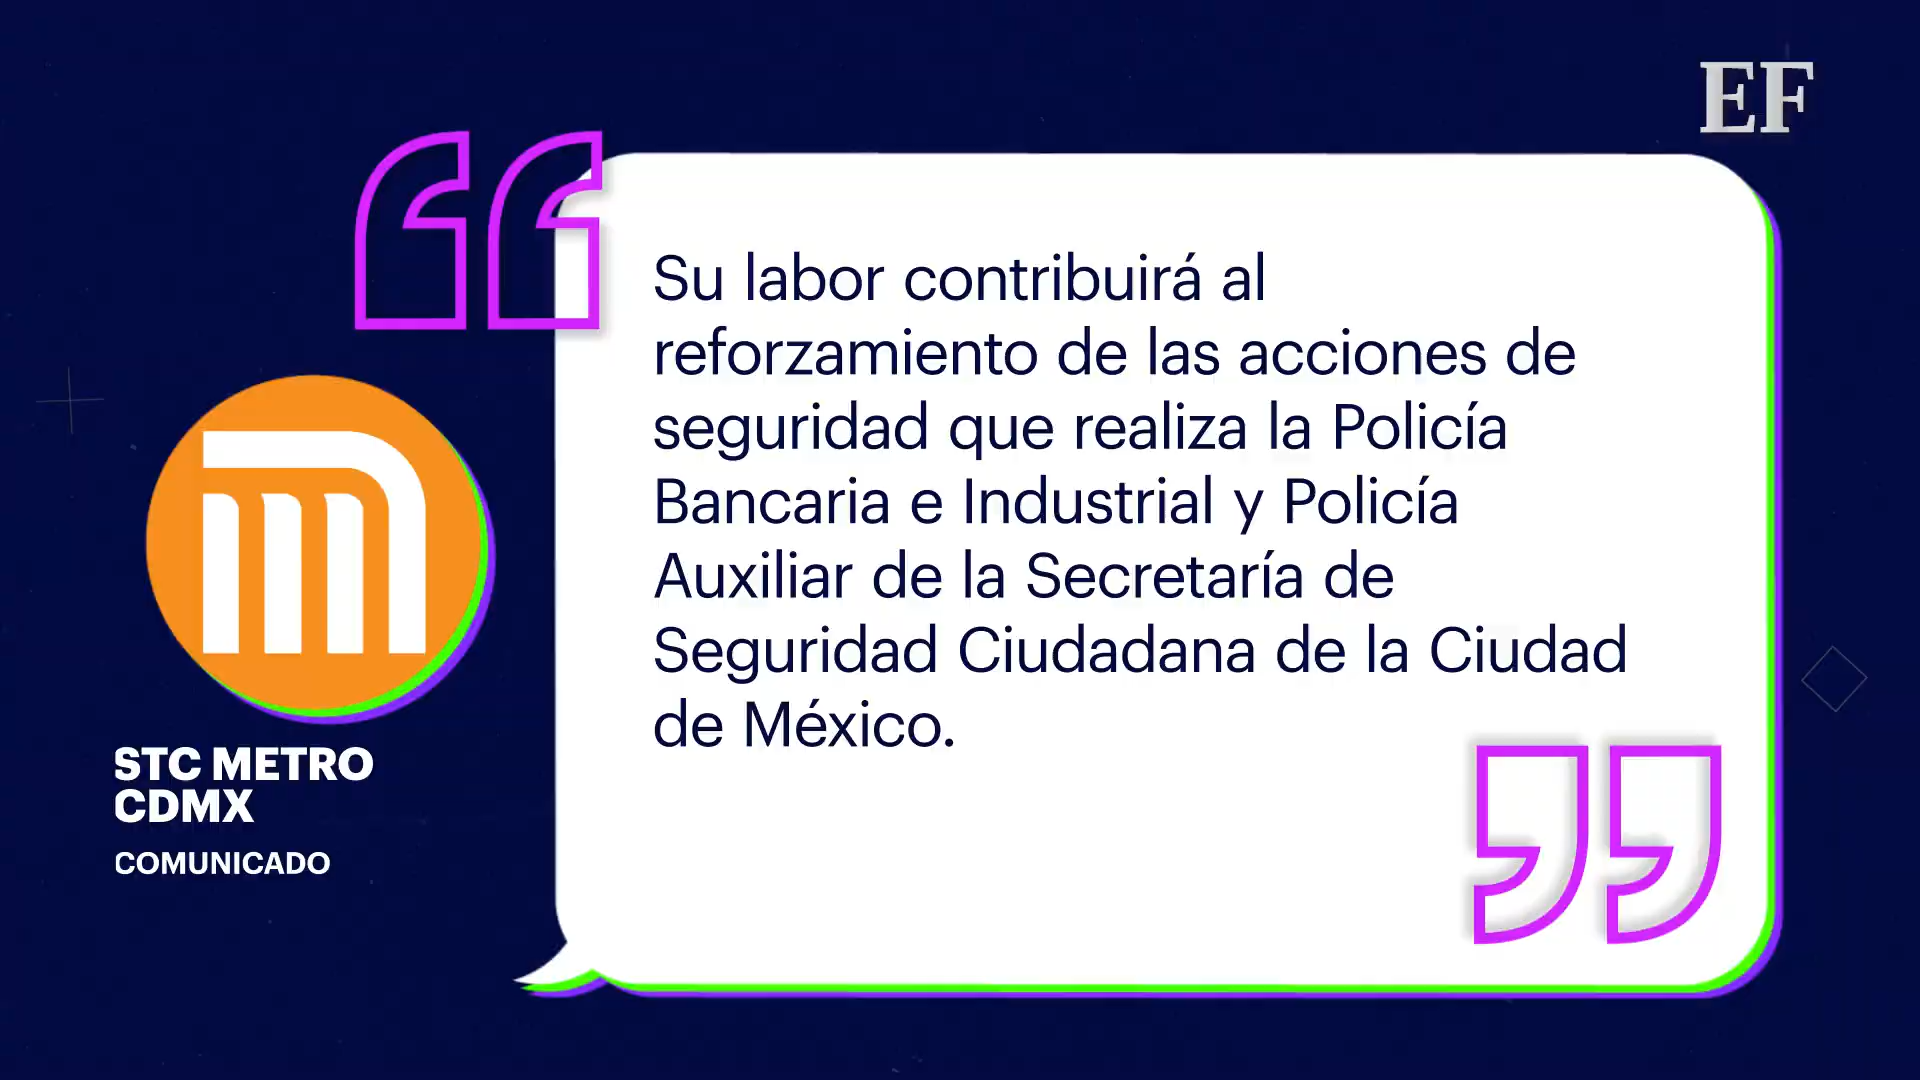 EF
Su labor contribuirá al
reforzamiento de las acciones de
seguridad que realiza la Policía
Bancaria e Industrial y Policía
Auxiliar de la Secretaría de
Seguridad Ciudadana de la Ciudad
de México.
STC METRO
CDMX
COMUNICADO